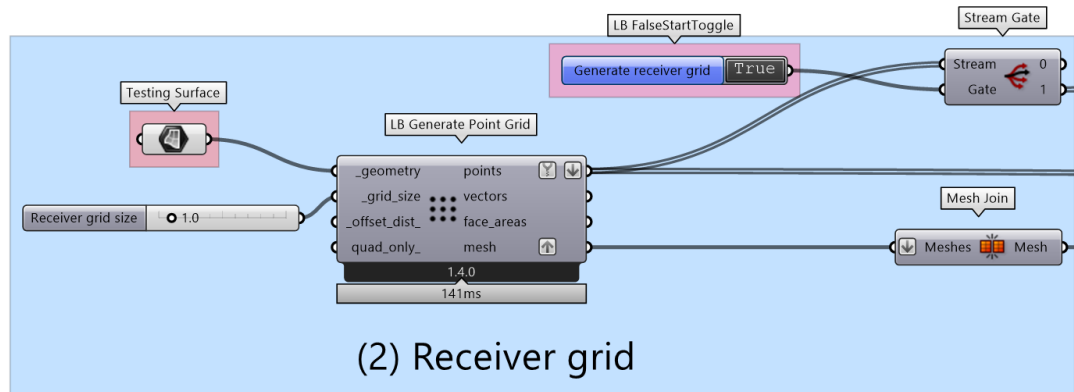 Stream Gate
LB FalseStartToggle
Generate receiver grid True
Stream 0
Gate 1
Testing Surface
LB Generate Point Grid
_geometry points
_grid_size vectors
_offset_dist_ face_areas
quad_only_ mesh
1.4.0
141ms
Receiver grid size 1.0
Mesh Join
Meshes Mesh
(2) Receiver grid